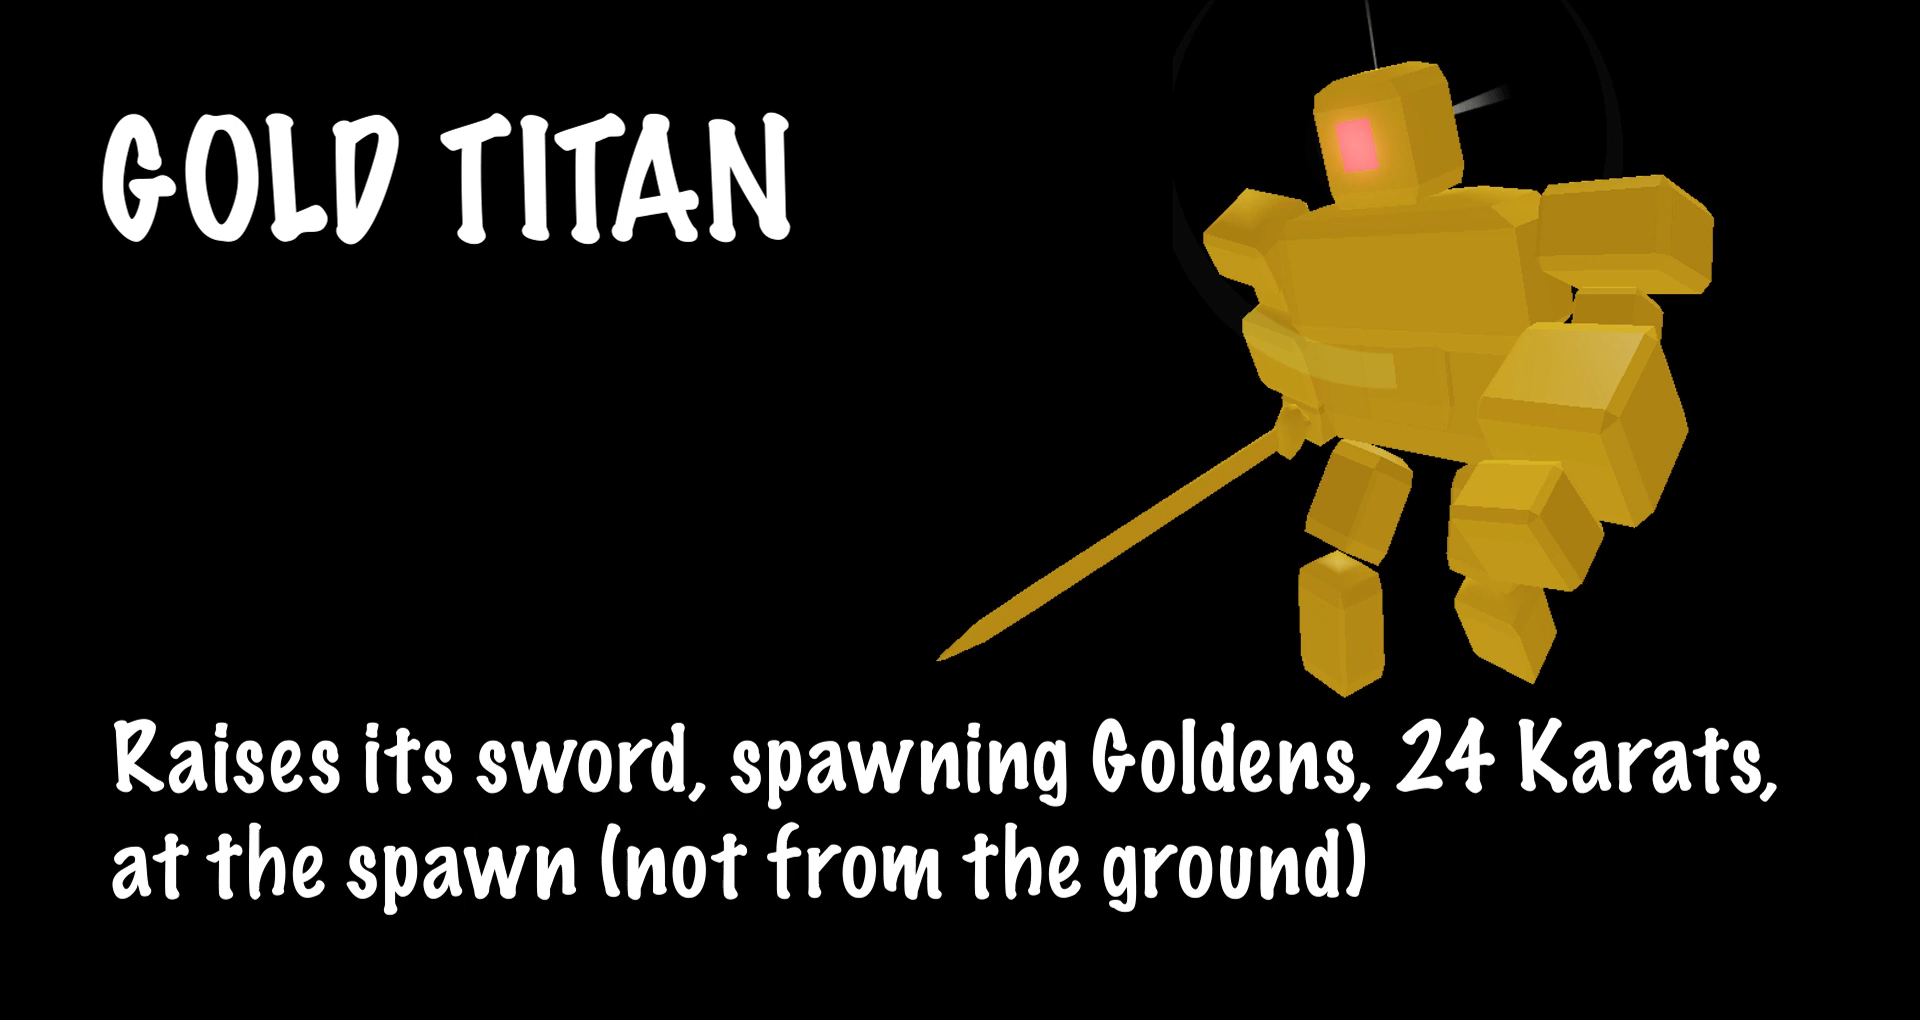 GOLD TITAN
Raises its sword, spawning Goldens, 24 Karats,
at the spawn (not from the ground)